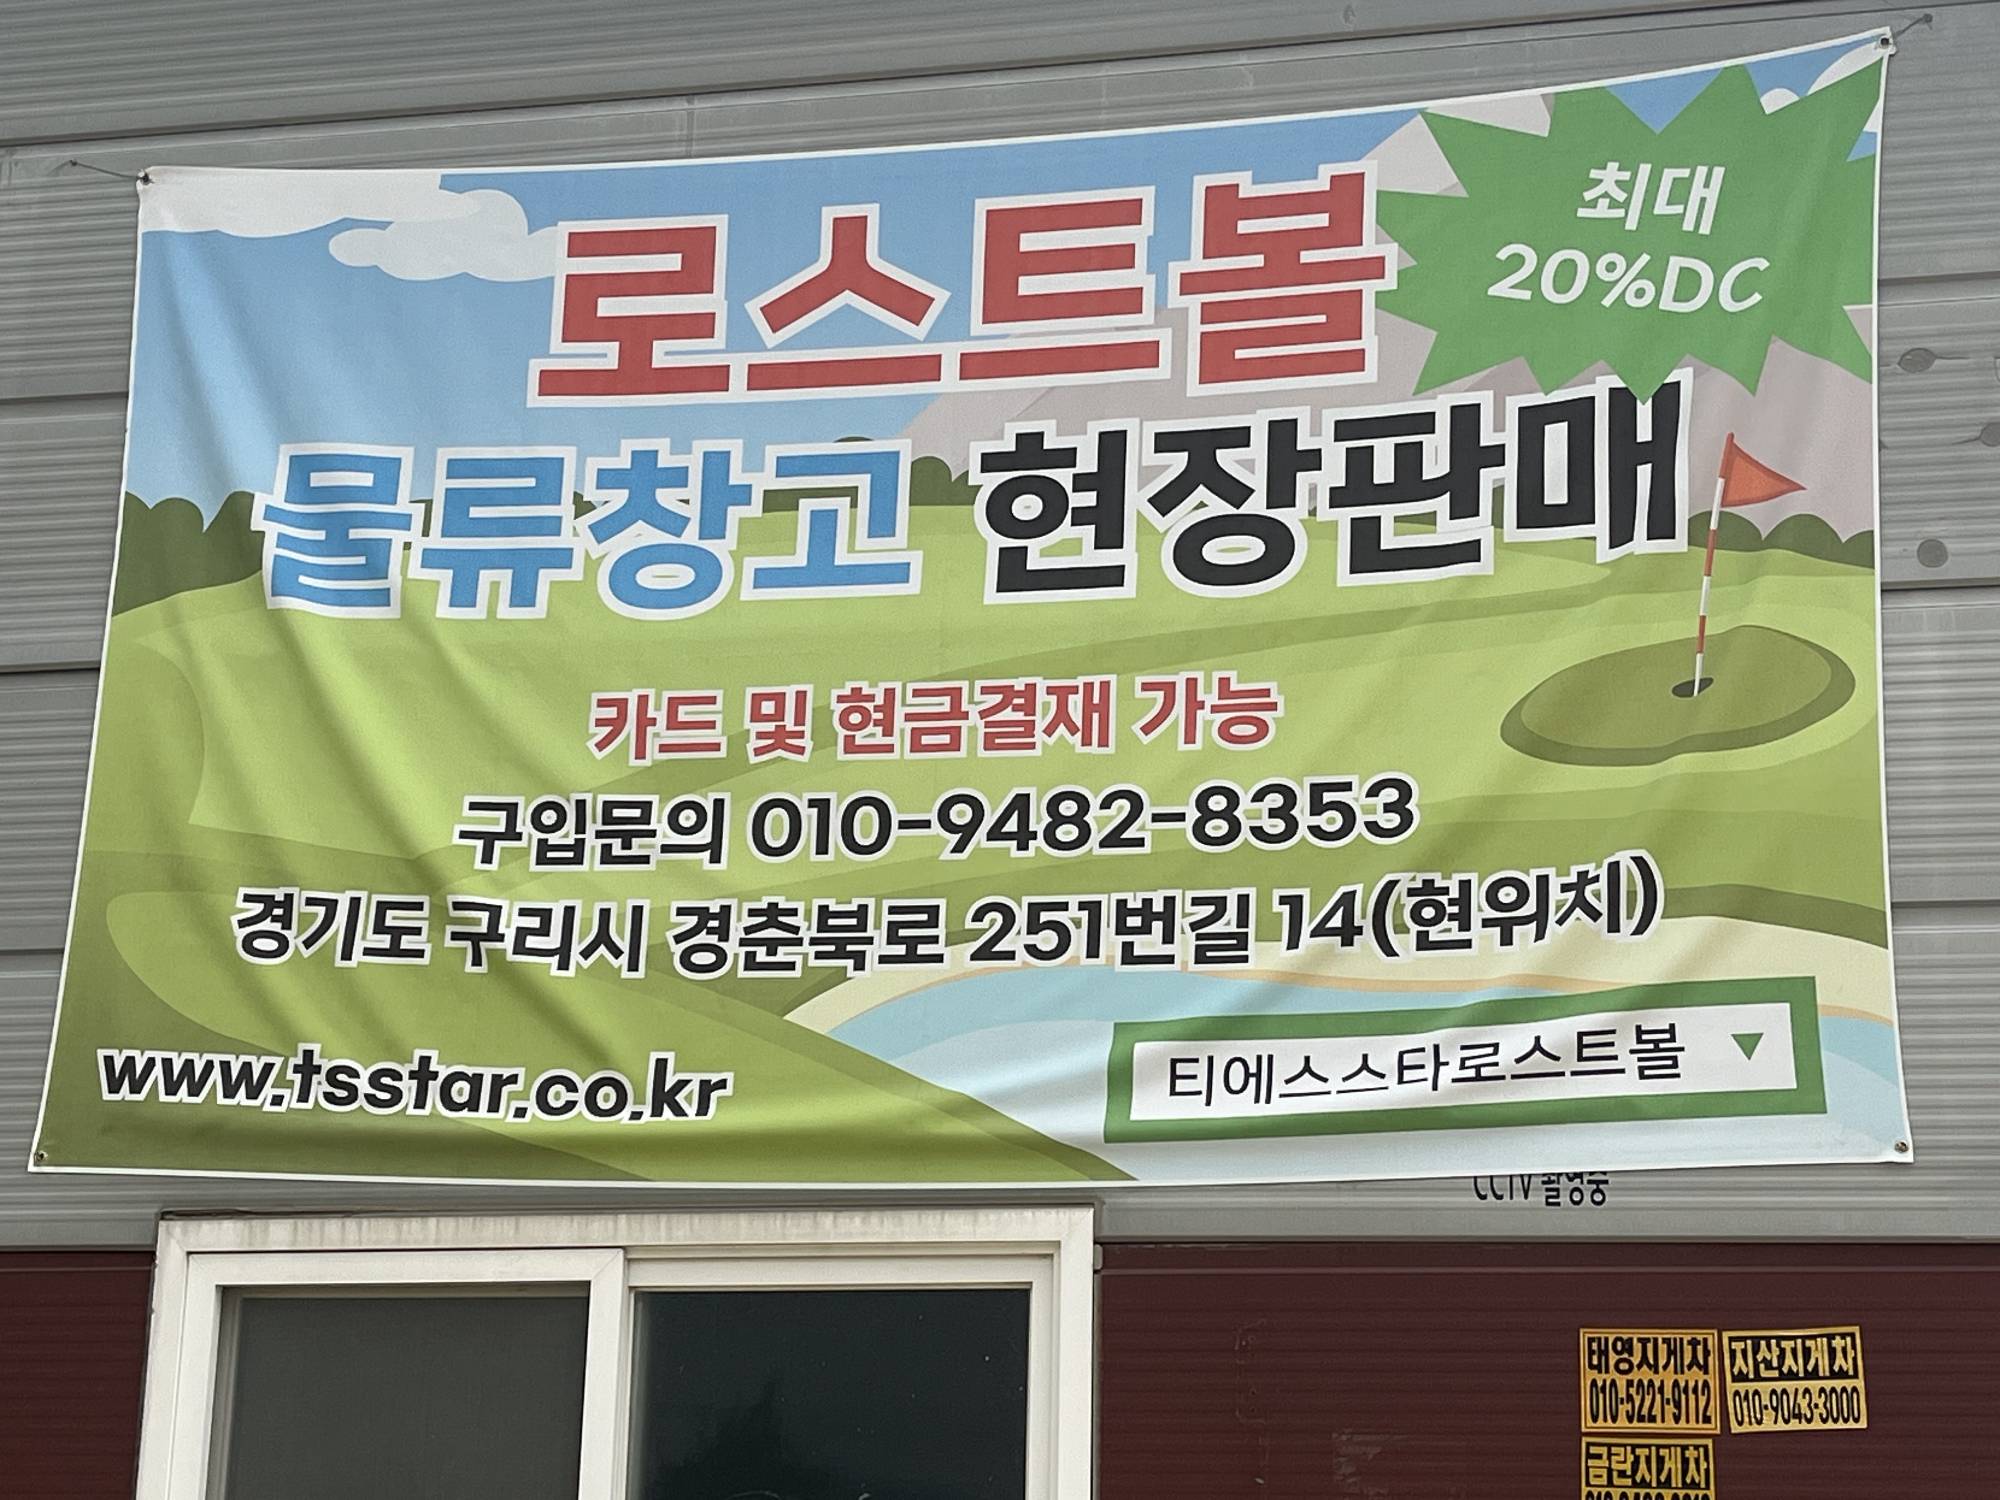 최대
20%DC
로스트볼
물류창고 현장판매
카드 및 현금결재 가능
구입문의 010-9482-8353
경기도 구리시 경춘북로 251번길 14(현위치)
www.tsstar.co.kr
티에스스타로스트볼
CCTV 촬영중
태영지게차
010-5221-9112
지산지게차
010-9043-3000
금란지게차